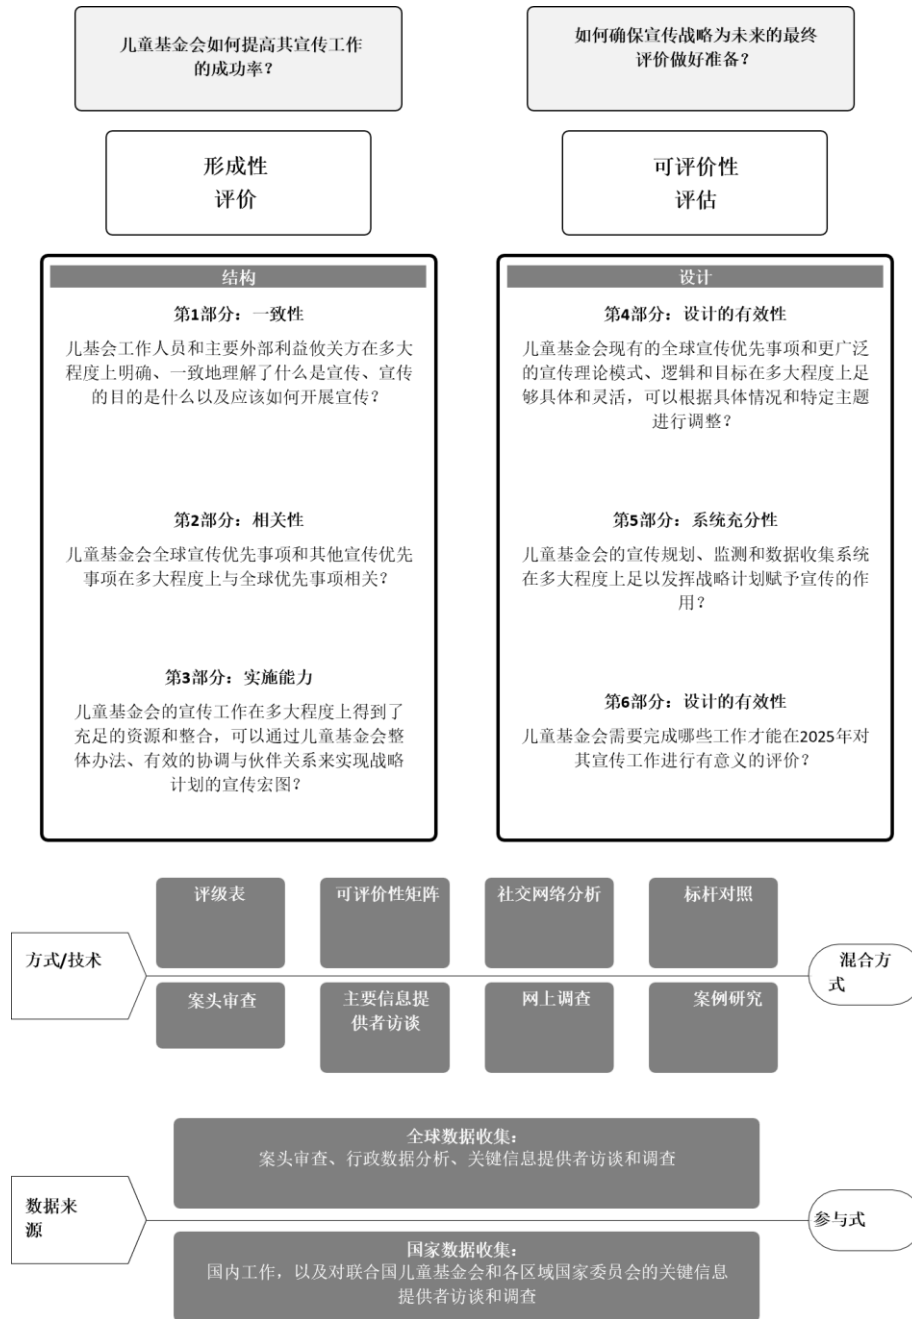 儿童基金会如何提高其宣传工作
的成功率？
如何确保宣传战略为未来的最终
评价做好准备？
形成性
评价
可评价性
评估
结构
第1部分：一致性
儿基会工作人员和主要外部利益攸关方在多大
程度上明确、一致地理解了什么是宣传、宣传
的目的是什么以及应该如何开展宣传？
第2部分：相关性
儿童基金会全球宣传优先事项和其他宣传优先
事项在多大程度上与全球优先事项相关？
第3部分：实施能力
儿童基金会的宣传工作在多大程度上得到了
充足的资源和整合，可以通过儿童基金会整
体办法、有效的协调与伙伴关系来实现战略
计划的宣传宏图？
设计
第4部分：设计的有效性
儿童基金会现有的全球宣传优先事项和更广泛
的宣传理论模式、逻辑和目标在多大程度上足
够具体和灵活，可以根据具体情况和特定主题
进行调整？
第5部分：系统充分性
儿童基金会的宣传规划、监测和数据收集系统
在多大程度上足以发挥战略计划赋予宣传的作
用？
第6部分：设计的有效性
儿童基金会需要完成哪些工作才能在2025年对
其宣传工作进行有意义的评价？
方式/技术
评级表
可评价性矩阵
社交网络分析
标杆对照
案头审查
主要信息提
供者访谈
网上调查
案例研究
混合方
式
数据来
源
全球数据收集：
案头审查、行政数据分析、关键信息提供者访谈和调查
国家数据收集：
国内工作，以及对联合国儿童基金会和各区域国家委员会的关键信息
提供者访谈和调查
参与式